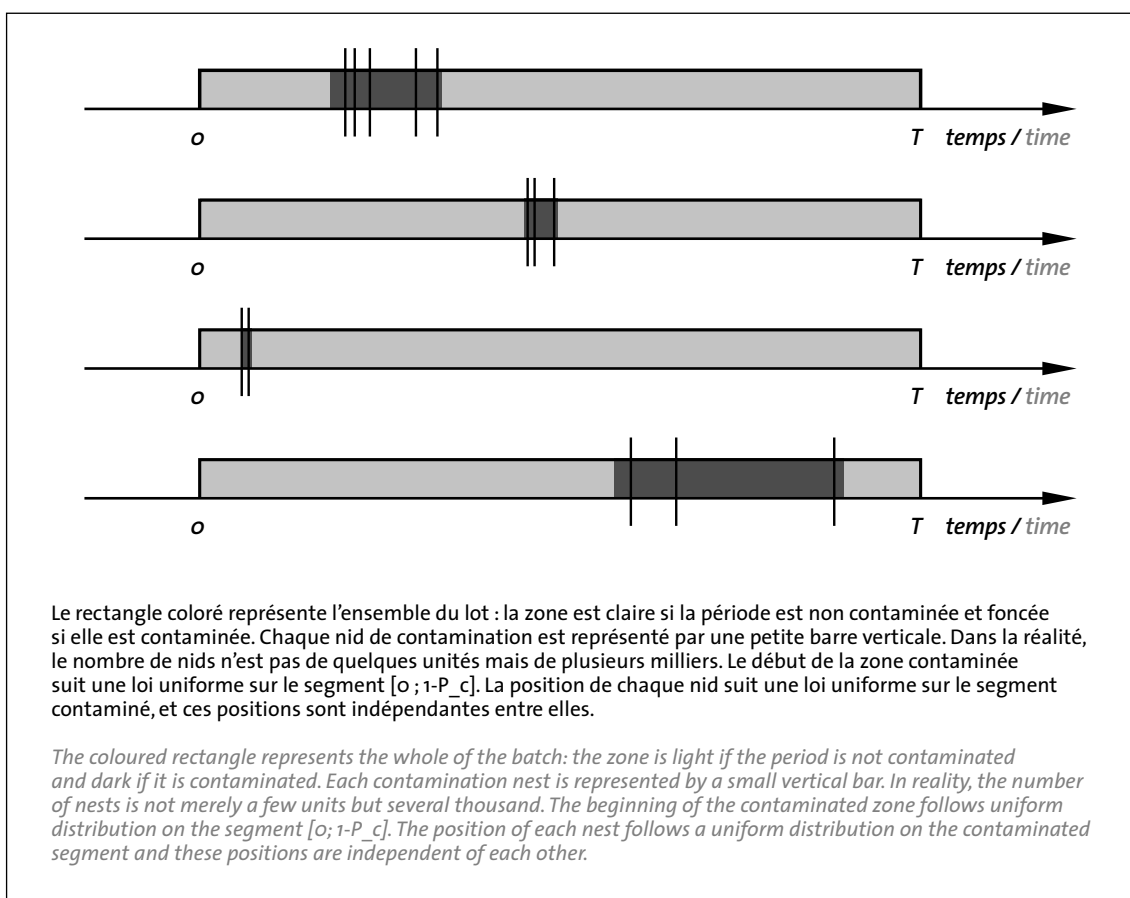 o T temps / time
o T temps / time
o T temps / time
o T temps / time
Le rectangle coloré représente l’ensemble du lot : la zone est claire si la période est non contaminée et foncée
si elle est contaminée. Chaque nid de contamination est représenté par une petite barre verticale. Dans la réalité,
le nombre de nids n’est pas de quelques unités mais de plusieurs milliers. Le début de la zone contaminée
suit une loi uniforme sur le segment [0 ; 1-P_c]. La position de chaque nid suit une loi uniforme sur le segment
contaminé, et ces positions sont indépendantes entre elles.
The coloured rectangle represents the whole of the batch: the zone is light if the period is not contaminated
and dark if it is contaminated. Each contamination nest is represented by a small vertical bar. In reality, the number
of nests is not merely a few units but several thousand. The beginning of the contaminated zone follows uniform
distribution on the segment [0; 1-P_c]. The position of each nest follows a uniform distribution on the contaminated
segment and these positions are independent of each other.